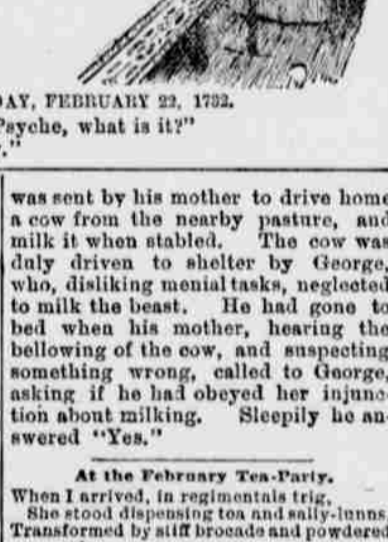 AY, FEBRUARY 22, 1732.
Psyche, what is it?"
."
was sent by his mother to drive home
a cow from the nearby pasture, and
milk it when stabled. The cow was
duly driven to shelter by George,
who, disliking menial tasks, neglected
to milk the beast. He had gone to
bed when his mother, hearing the
bellowing of the cow, and suspecting
something wrong, called to George,
asking if he had obeyed her injunc-
tion about milking. Sleepily he an-
swered "Yes."
At the February Tea-Party.
When I arrived, in regimentals trig,
She stood dispensing tea and sally-lunns,
Transformed by stiff brocade and powdered